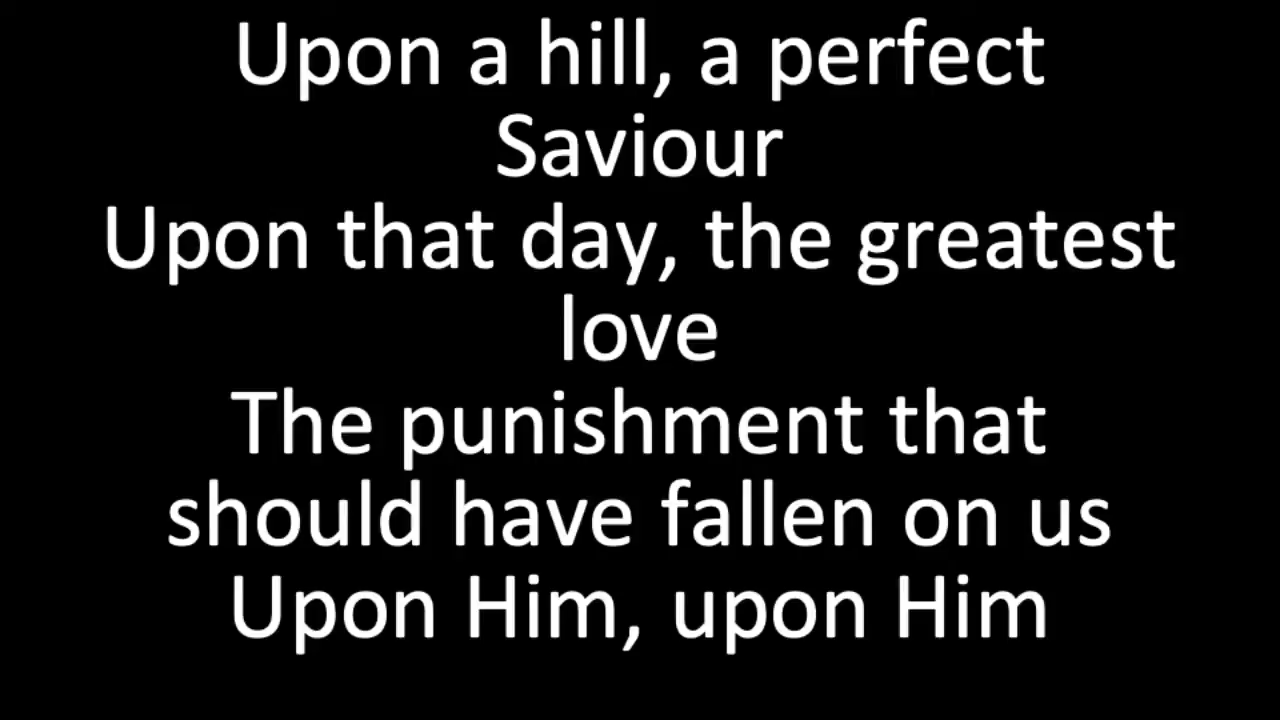 Upon a hill, a perfect
Saviour
Upon that day, the greatest
love
The punishment that
should have fallen on us
Upon Him, upon Him